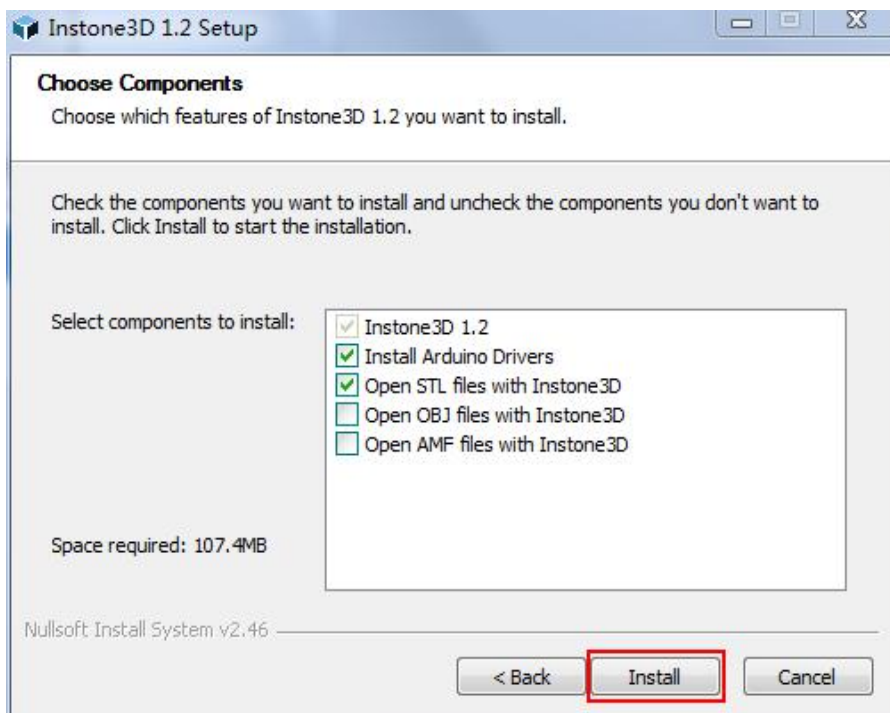 Instone3D 1.2 Setup
Choose Components
Choose which features of Instone3D 1.2 you want to install.
Check the components you want to install and uncheck the components you don't want to
install. Click Install to start the installation.
Select components to install:
Instone3D 1.2
Install Arduino Drivers
Open STL files with Instone3D
Open OBJ files with Instone3D
Open AMF files with Instone3D
Space required: 107.4MB
Nullsoft Install System v2.46
< Back
Install
Cancel